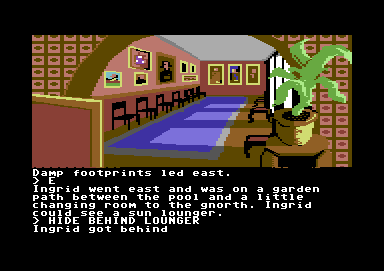 Damp footprints led east.
> E
Ingrid went east and was on a garden
path between the pool and a little
changing room to the gnorth. Ingrid
could see a sun lounger.
> HIDE BEHIND LOUNGER
Ingrid got behind